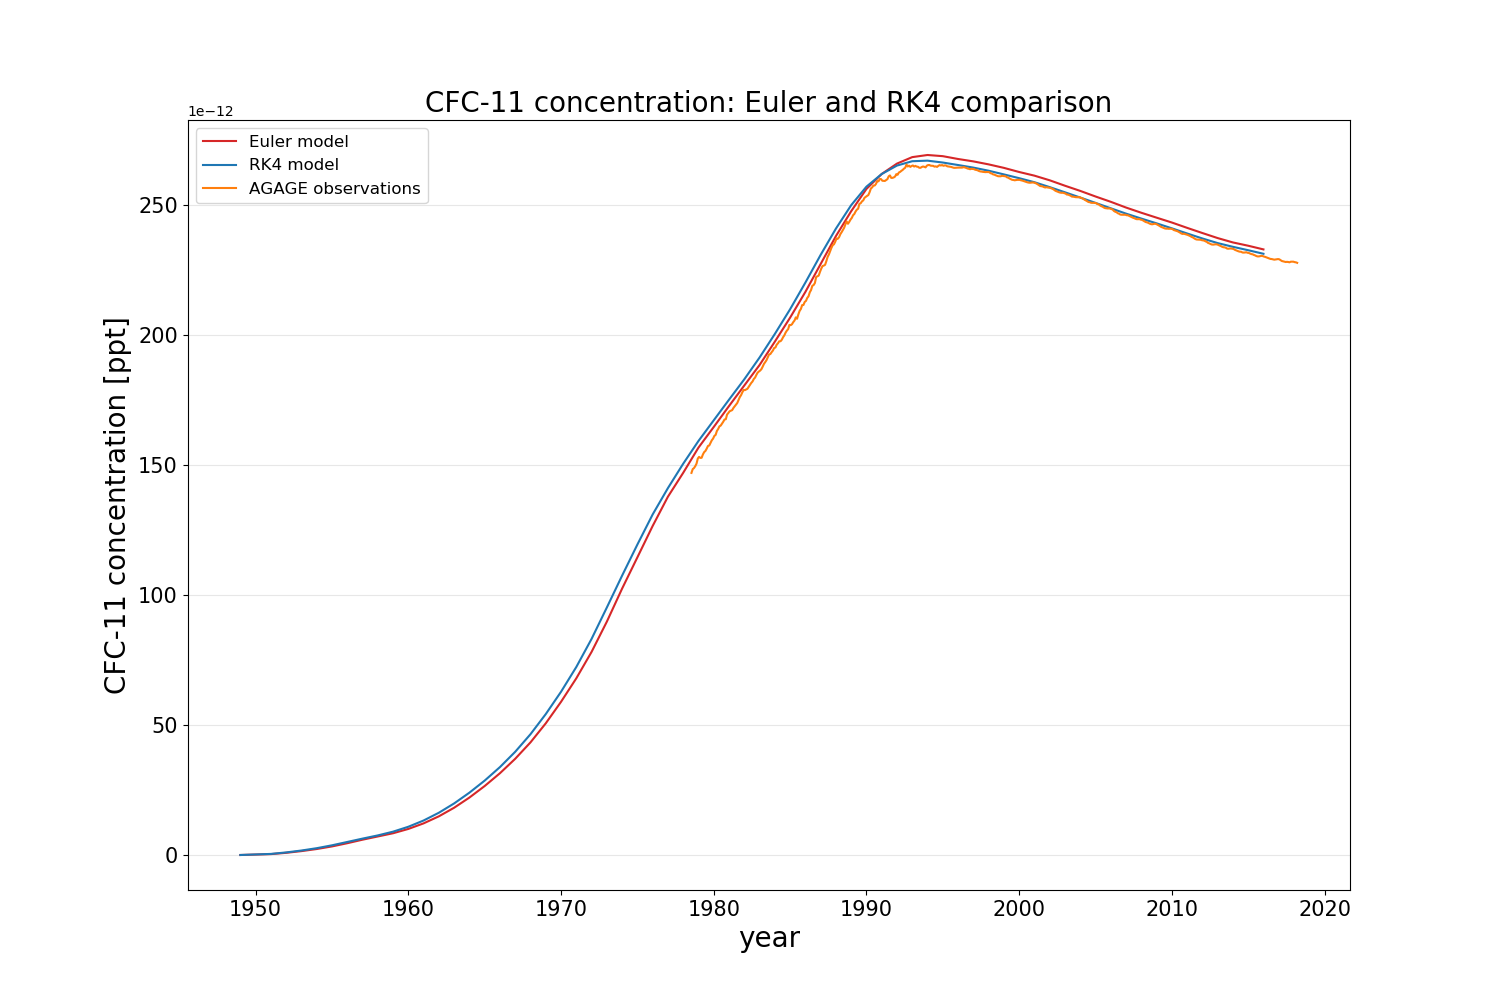 CFC-11 concentration: Euler and RK4 comparison
1e−12
Euler model
RK4 model
AGAGE observations
250
200
150
100
50
0
CFC-11 concentration [ppt]
1950 1960 1970 1980 1990 2000 2010 2020
year